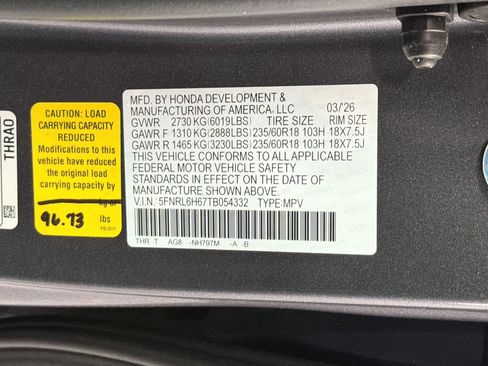 THRAO
CAUTION: LOAD
CARRYING CAPACITY
REDUCED
Modifications to this
vehicle have reduced
the original load
carrying capacity by
kg or
96.73 lbs
FD-317
MFD. BY HONDA DEVELOPMENT &
MANUFACTURING OF AMERICA, LLC 03/26
GVWR 2730 KG(6019LBS) TIRE SIZE RIM SIZE
GAWR F 1310 KG(2888LBS) 235/60R18 103H 18X7.5J
GAWR R 1465 KG(3230LBS) 235/60R18 103H 18X7.5J
THIS VEHICLE CONFORMS TO ALL APPLICABLE
FEDERAL MOTOR VEHICLE SAFETY
STANDARDS IN EFFECT ON THE DATE OF
MANUFACTURE SHOWN ABOVE.
V.I.N. 5FNRL6H67TB054332 TYPE: MPV
THR T AG8 -NH797M -A -B